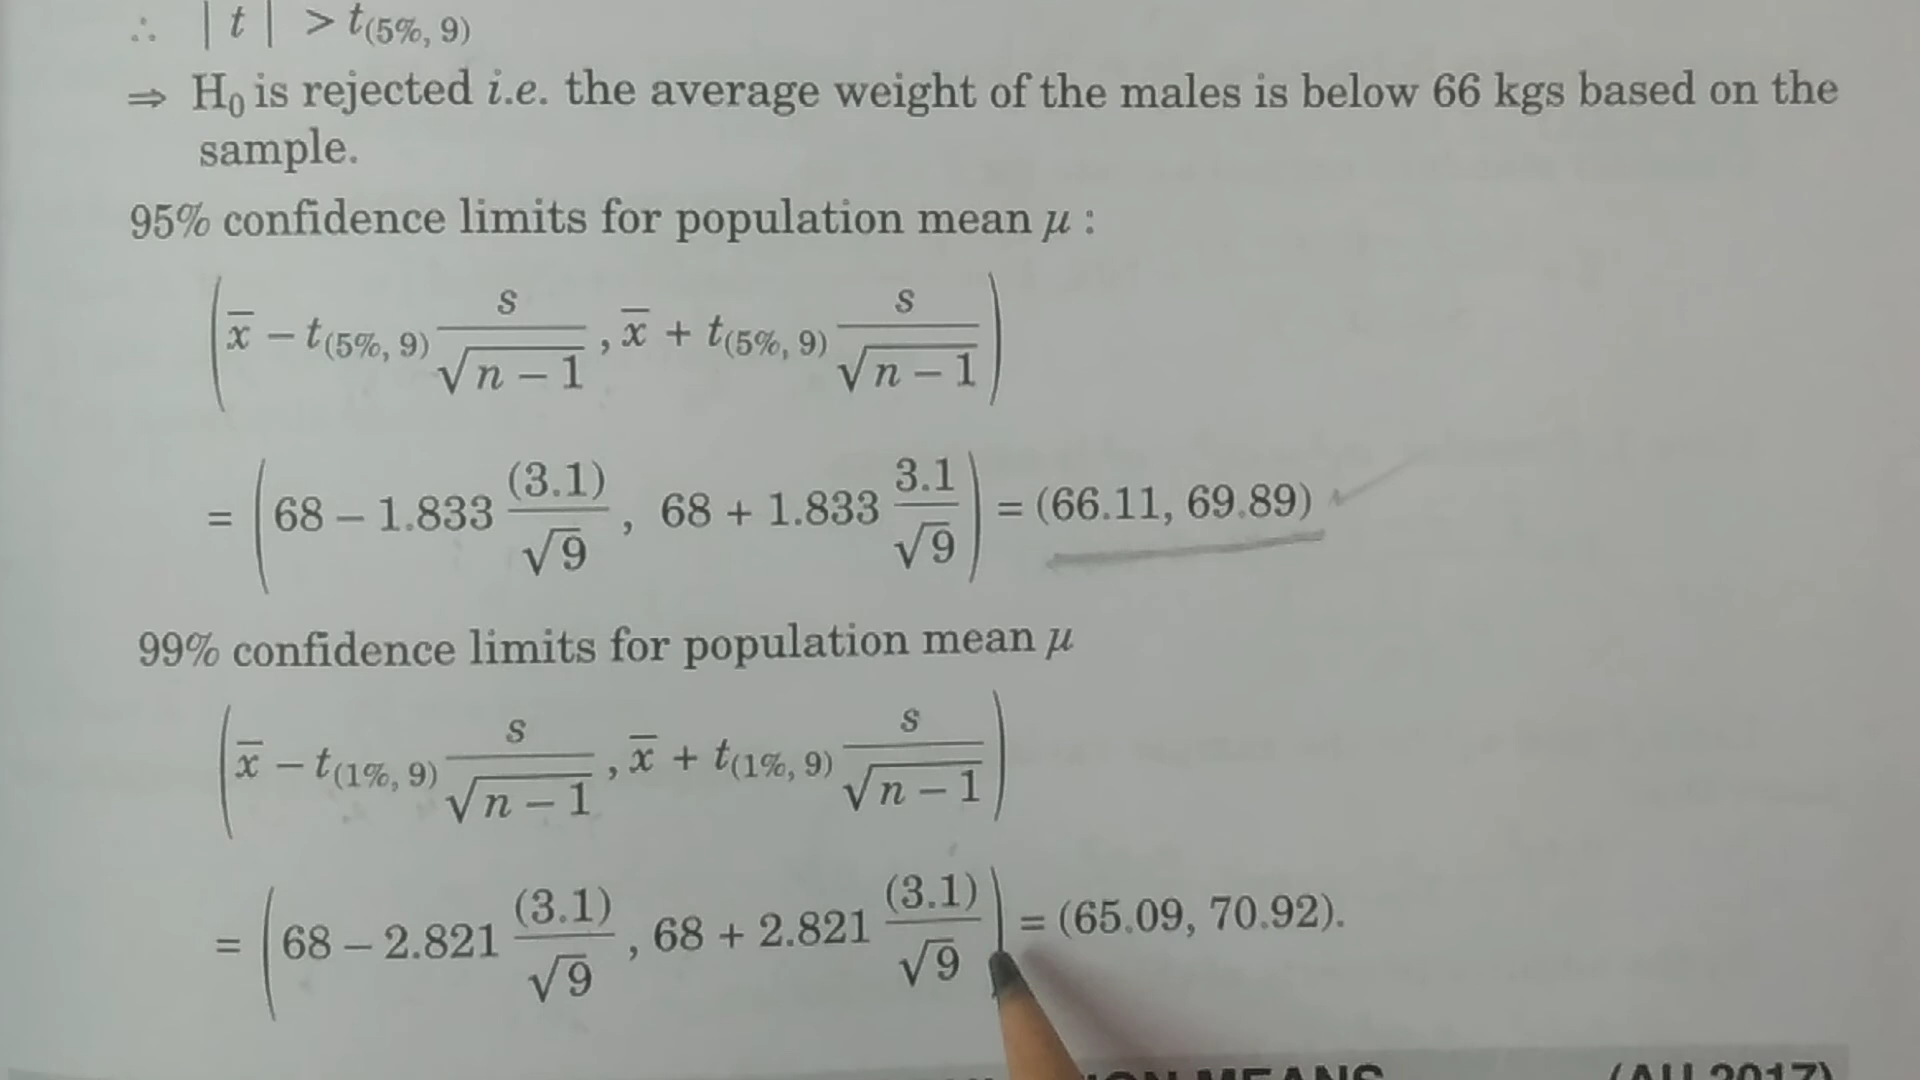 ∴ | t | > t(5%, 9)
⇒ H₀ is rejected i.e. the average weight of the males is below 66 kgs based on the
sample.
95% confidence limits for population mean μ :
(x̄ − t(5%, 9) s/√(n − 1) , x̄ + t(5%, 9) s/√(n − 1))
= (68 − 1.833 (3.1)/√9 , 68 + 1.833 3.1/√9) = (66.11, 69.89)
99% confidence limits for population mean μ
(x̄ − t(1%, 9) s/√(n − 1) , x̄ + t(1%, 9) s/√(n − 1))
= (68 − 2.821 (3.1)/√9 , 68 + 2.821 (3.1)/√9) = (65.09, 70.92).
MEANS (AU 2017)